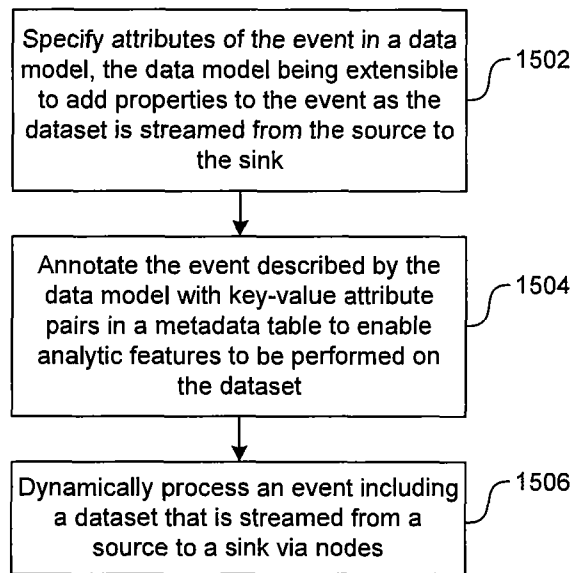 Specify attributes of the event in a data
model, the data model being extensible
to add properties to the event as the
dataset is streamed from the source to
the sink
1502
Annotate the event described by the
data model with key-value attribute
pairs in a metadata table to enable
analytic features to be performed on
the dataset
1504
Dynamically process an event including
a dataset that is streamed from a
source to a sink via nodes
1506